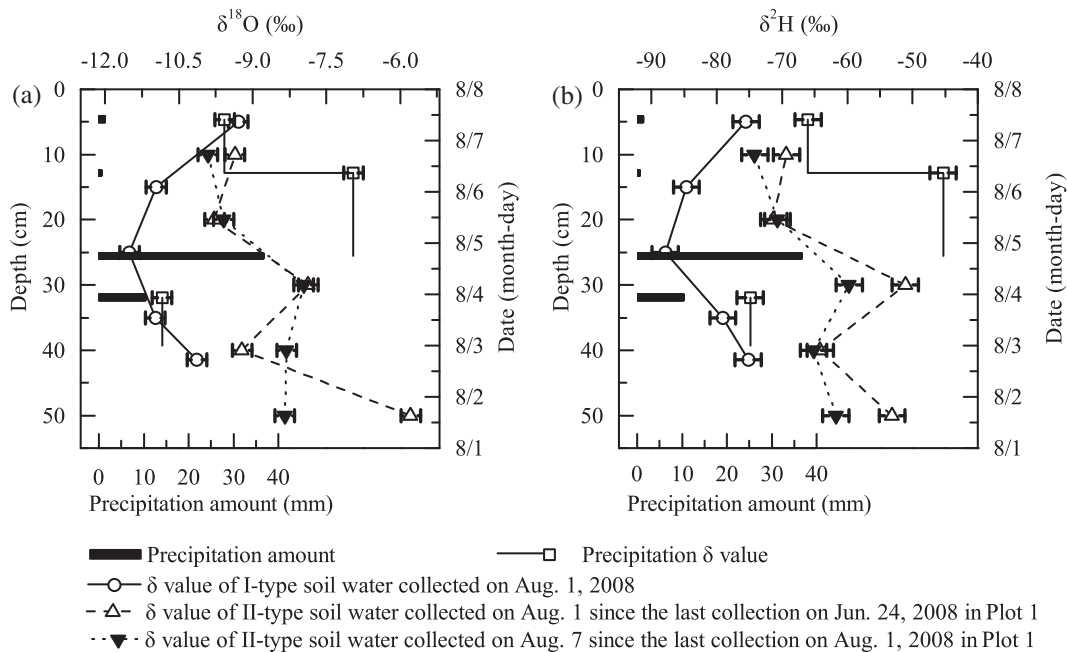 δ¹⁸O (‰)
-12.0 -10.5 -9.0 -7.5 -6.0
(a)
Depth (cm)
0
10
20
30
40
50
8/8
8/7
8/6
8/5
8/4
8/3
8/2
8/1
Date (month-day)
0 10 20 30 40
Precipitation amount (mm)
δ²H (‰)
-90 -80 -70 -60 -50 -40
(b)
Depth (cm)
0
10
20
30
40
50
8/8
8/7
8/6
8/5
8/4
8/3
8/2
8/1
Date (month-day)
0 10 20 30 40
Precipitation amount (mm)
Precipitation amount
Precipitation δ value
δ value of I-type soil water collected on Aug. 1, 2008
δ value of II-type soil water collected on Aug. 1 since the last collection on Jun. 24, 2008 in Plot 1
δ value of II-type soil water collected on Aug. 7 since the last collection on Aug. 1, 2008 in Plot 1